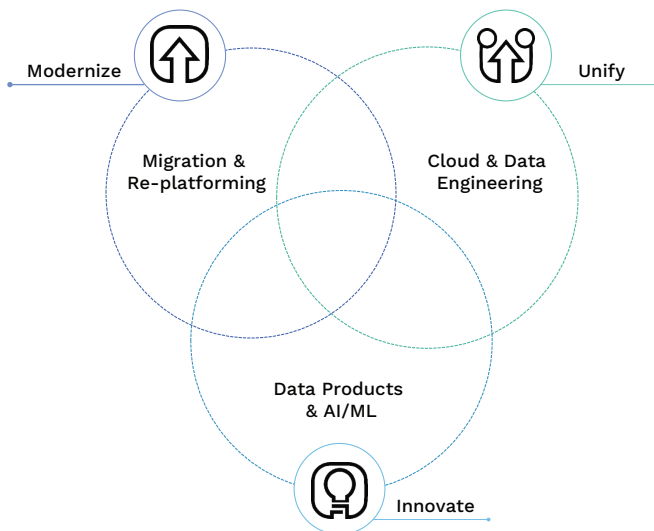 Modernize
Unify
Migration &
Re-platforming
Cloud & Data
Engineering
Data Products
& AI/ML
Innovate